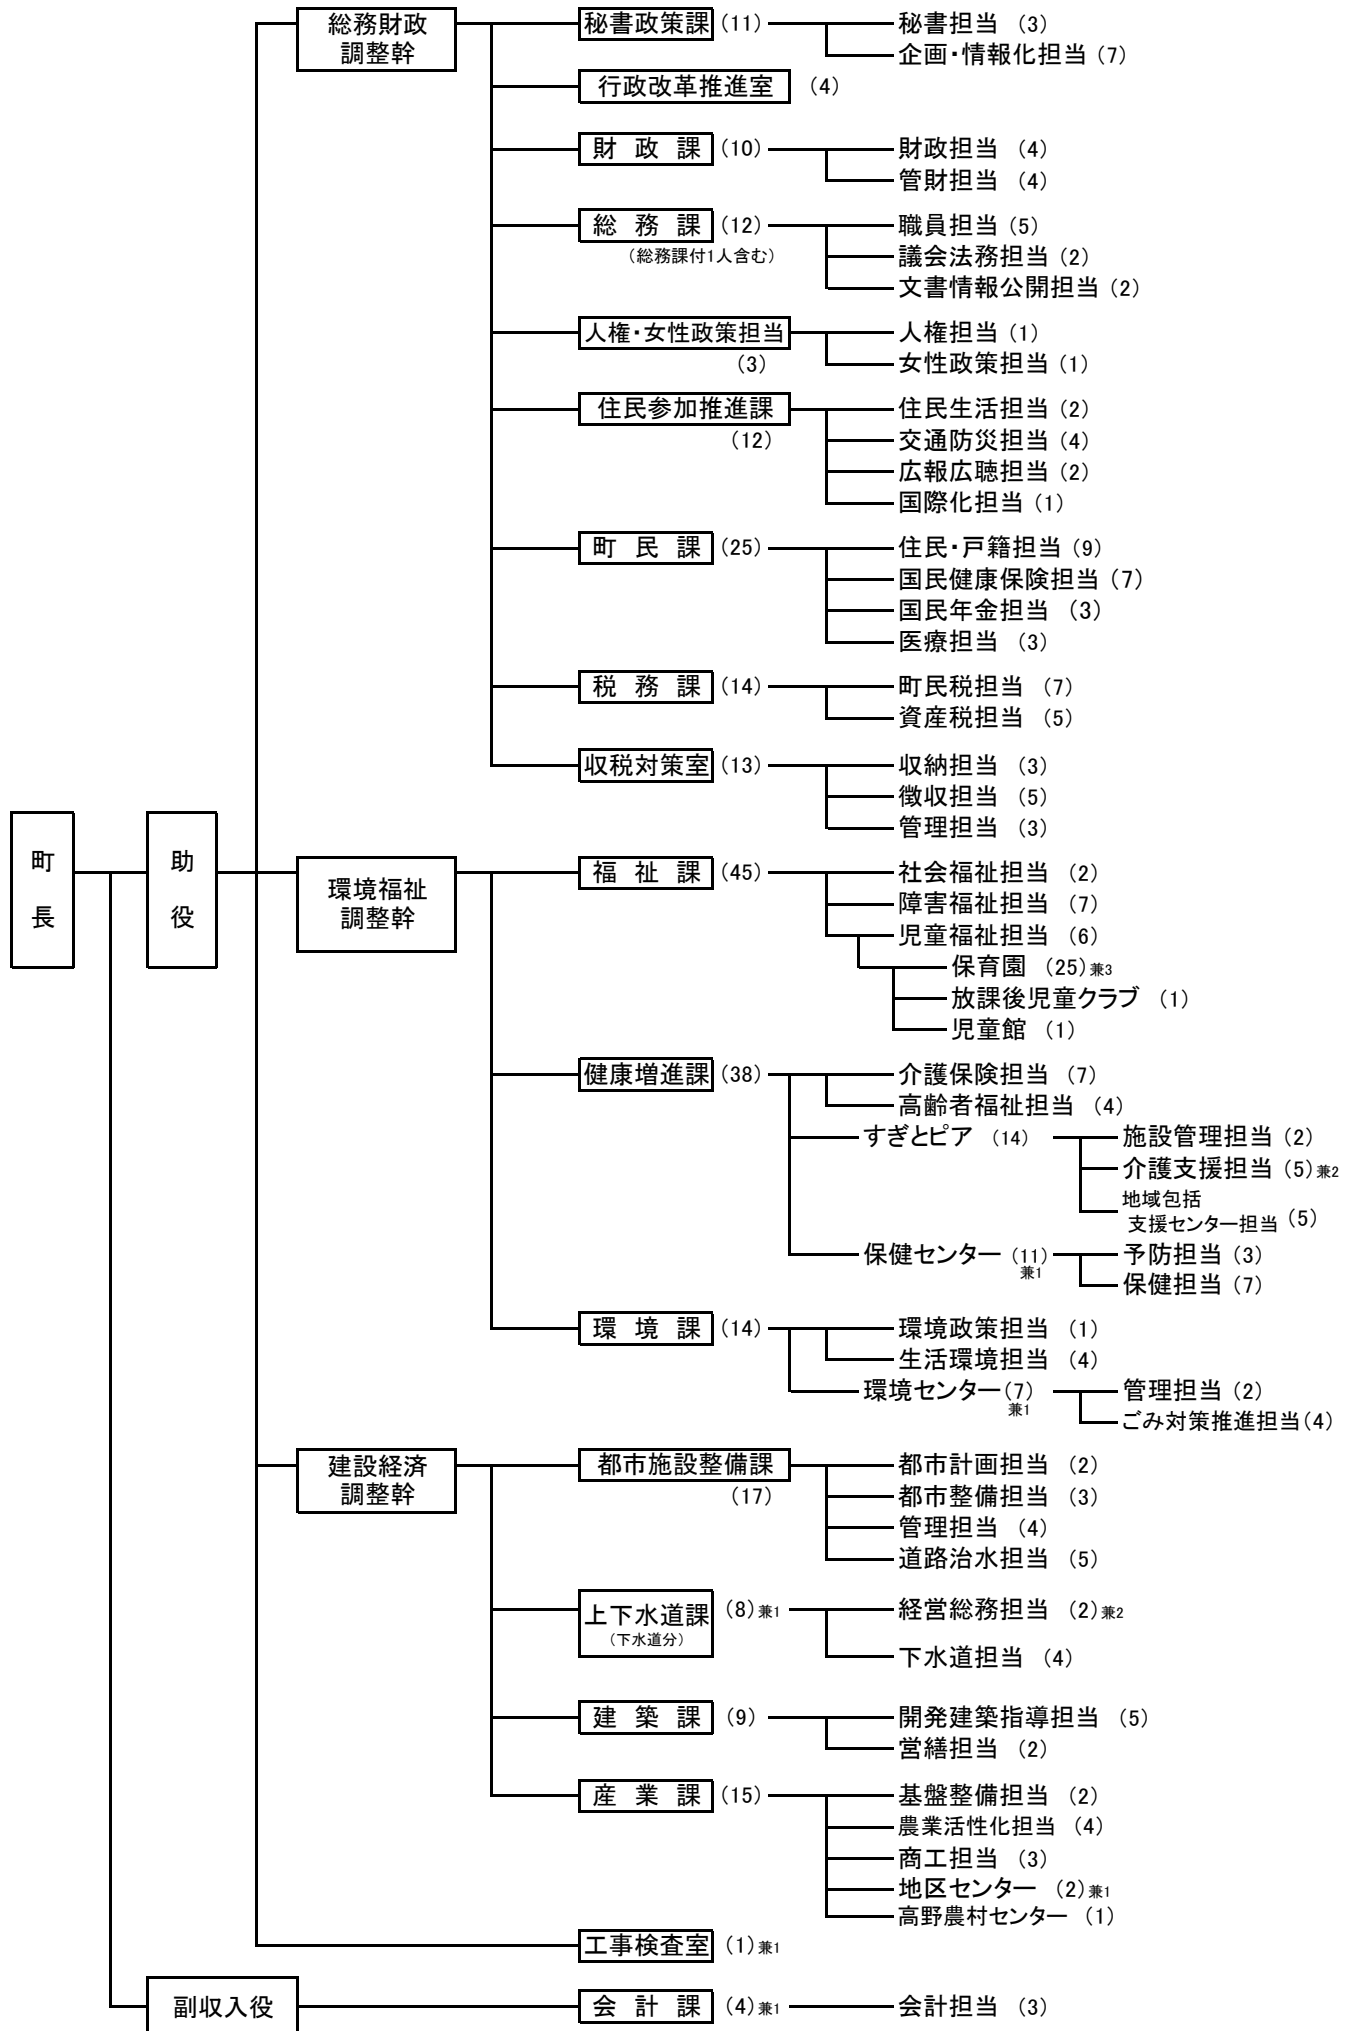 総務財政
調整幹
秘書政策課 (11)
秘書担当 (3)
企画・情報化担当 (7)
行政改革推進室 (4)
財政課 (10)
財政担当 (4)
管財担当 (4)
総務課 (12)
(総務課付1人含む)
職員担当 (5)
議会法務担当 (2)
文書情報公開担当 (2)
人権・女性政策担当
(3)
人権担当 (1)
女性政策担当 (1)
住民参加推進課
(12)
住民生活担当 (2)
交通防災担当 (4)
広報広聴担当 (2)
国際化担当 (1)
町民課 (25)
住民・戸籍担当 (9)
国民健康保険担当 (7)
国民年金担当 (3)
医療担当 (3)
税務課 (14)
町民税担当 (7)
資産税担当 (5)
収税対策室 (13)
収納担当 (3)
徴収担当 (5)
管理担当 (3)
町長
助役
環境福祉
調整幹
福祉課 (45)
社会福祉担当 (2)
障害福祉担当 (7)
児童福祉担当 (6)
保育園 (25)兼3
放課後児童クラブ (1)
児童館 (1)
健康増進課 (38)
介護保険担当 (7)
高齢者福祉担当 (4)
すぎとピア (14)
施設管理担当 (2)
介護支援担当 (5)兼2
地域包括
支援センター担当 (5)
保健センター (11)
兼1
予防担当 (3)
保健担当 (7)
環境課 (14)
環境政策担当 (1)
生活環境担当 (4)
環境センター (7)
兼1
管理担当 (2)
ごみ対策推進担当 (4)
建設経済
調整幹
都市施設整備課
(17)
都市計画担当 (2)
都市整備担当 (3)
管理担当 (4)
道路治水担当 (5)
上下水道課 (8)兼1
(下水道分)
経営総務担当 (2)兼2
下水道担当 (4)
建築課 (9)
開発建築指導担当 (5)
営繕担当 (2)
産業課 (15)
基盤整備担当 (2)
農業活性化担当 (4)
商工担当 (3)
地区センター (2)兼1
高野農村センター (1)
工事検査室 (1)兼1
副収入役
会計課 (4)兼1
会計担当 (3)